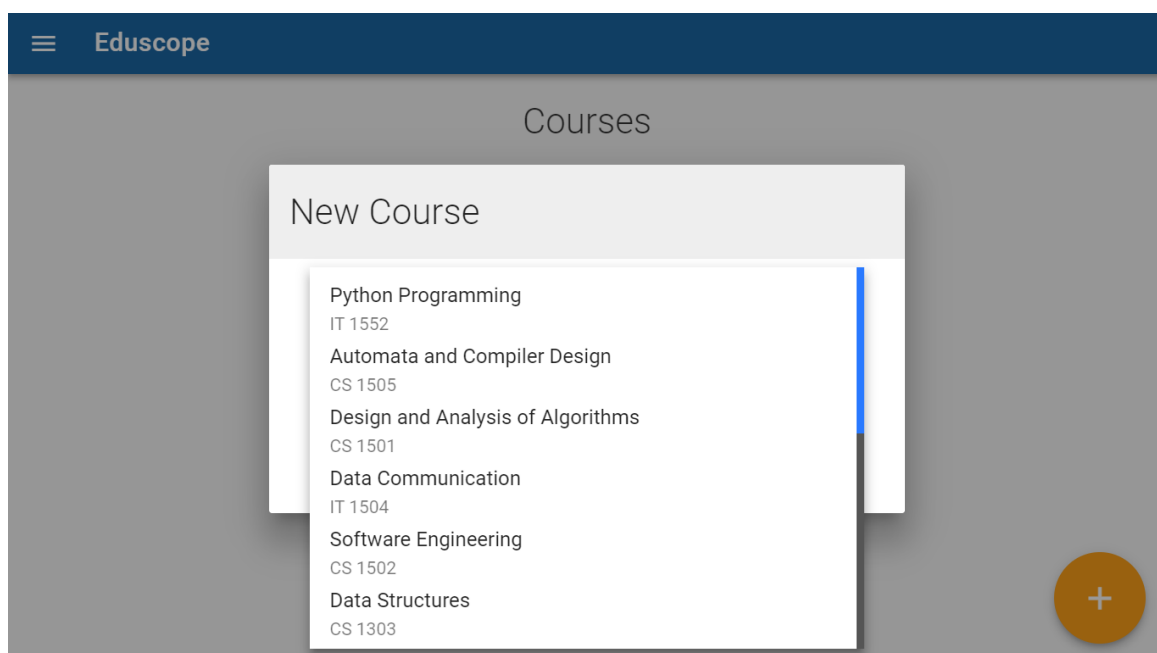 Eduscope
Courses
New Course
Python Programming
IT 1552
Automata and Compiler Design
CS 1505
Design and Analysis of Algorithms
CS 1501
Data Communication
IT 1504
Software Engineering
CS 1502
Data Structures
CS 1303